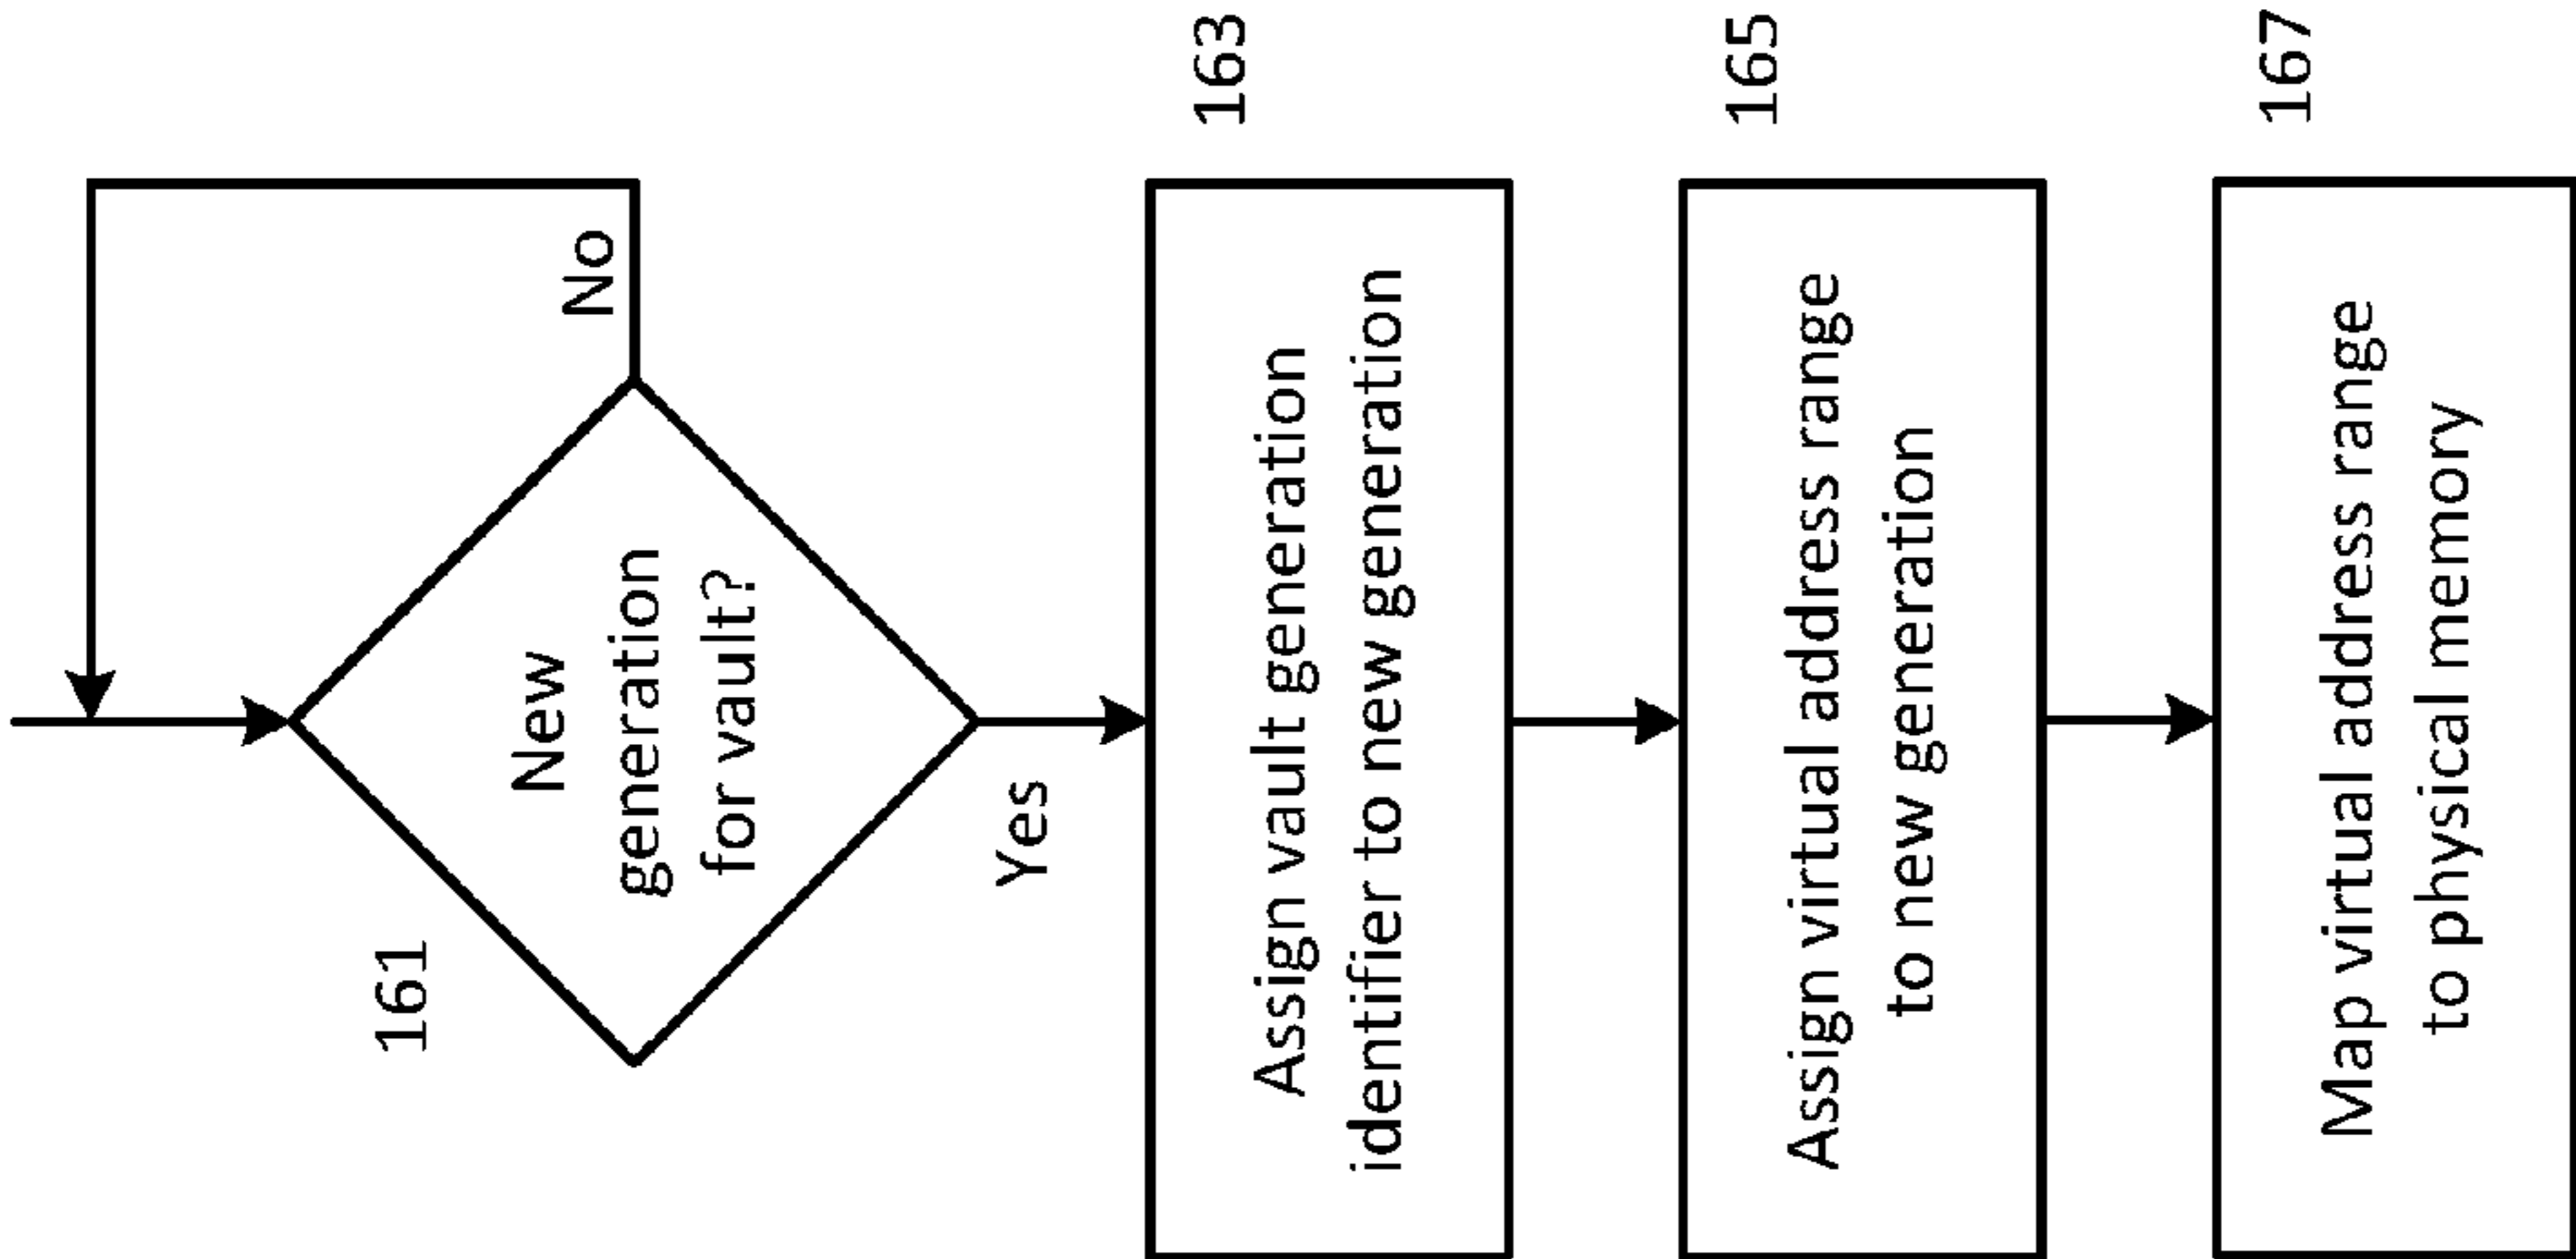 161
New
generation
for vault?
No
Yes
163
Assign vault generation
identifier to new generation
165
Assign virtual address range
to new generation
167
Map virtual address range
to physical memory